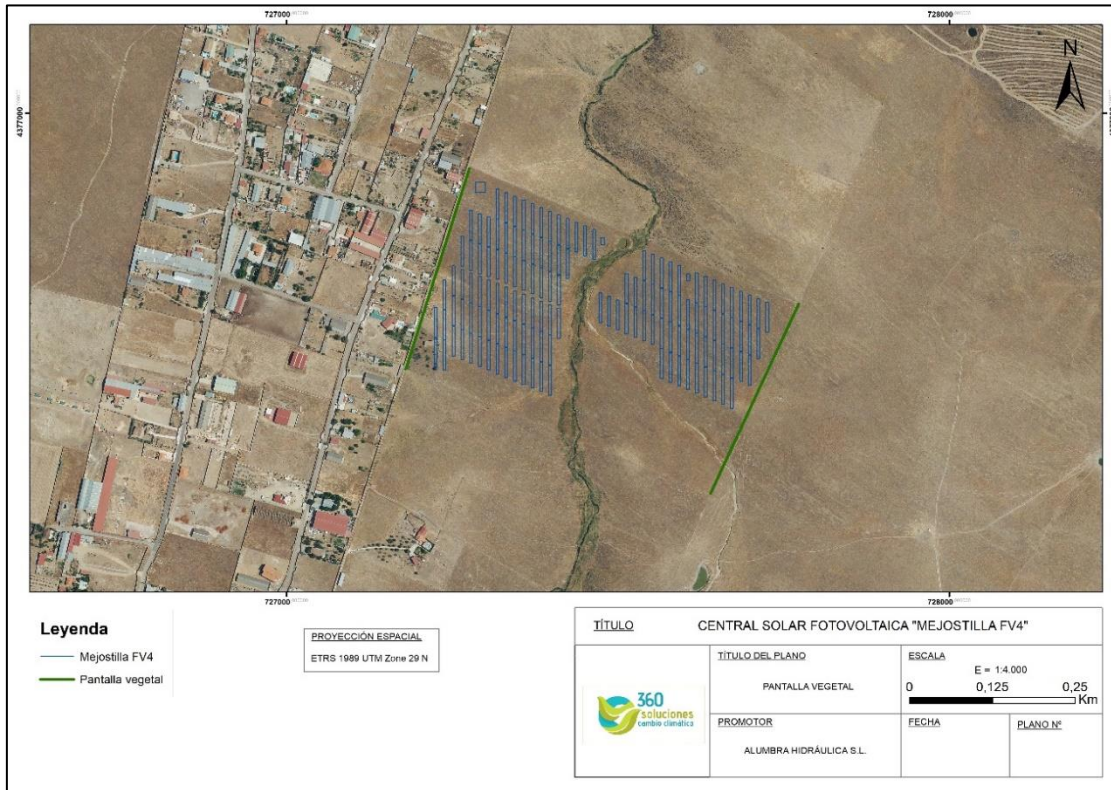 727000
728000
4377000
N
727000
728000
Leyenda
Mejostilla FV4
Pantalla vegetal
PROYECCIÓN ESPACIAL
ETRS 1989 UTM Zone 29 N
TÍTULO
CENTRAL SOLAR FOTOVOLTAICA "MEJOSTILLA FV4"
360
soluciones
cambio climático
TÍTULO DEL PLANO
PANTALLA VEGETAL
ESCALA
E = 1:4.000
0 0,125 0,25
Km
PROMOTOR
ALUMBRA HIDRÁULICA S.L.
FECHA
PLANO Nº